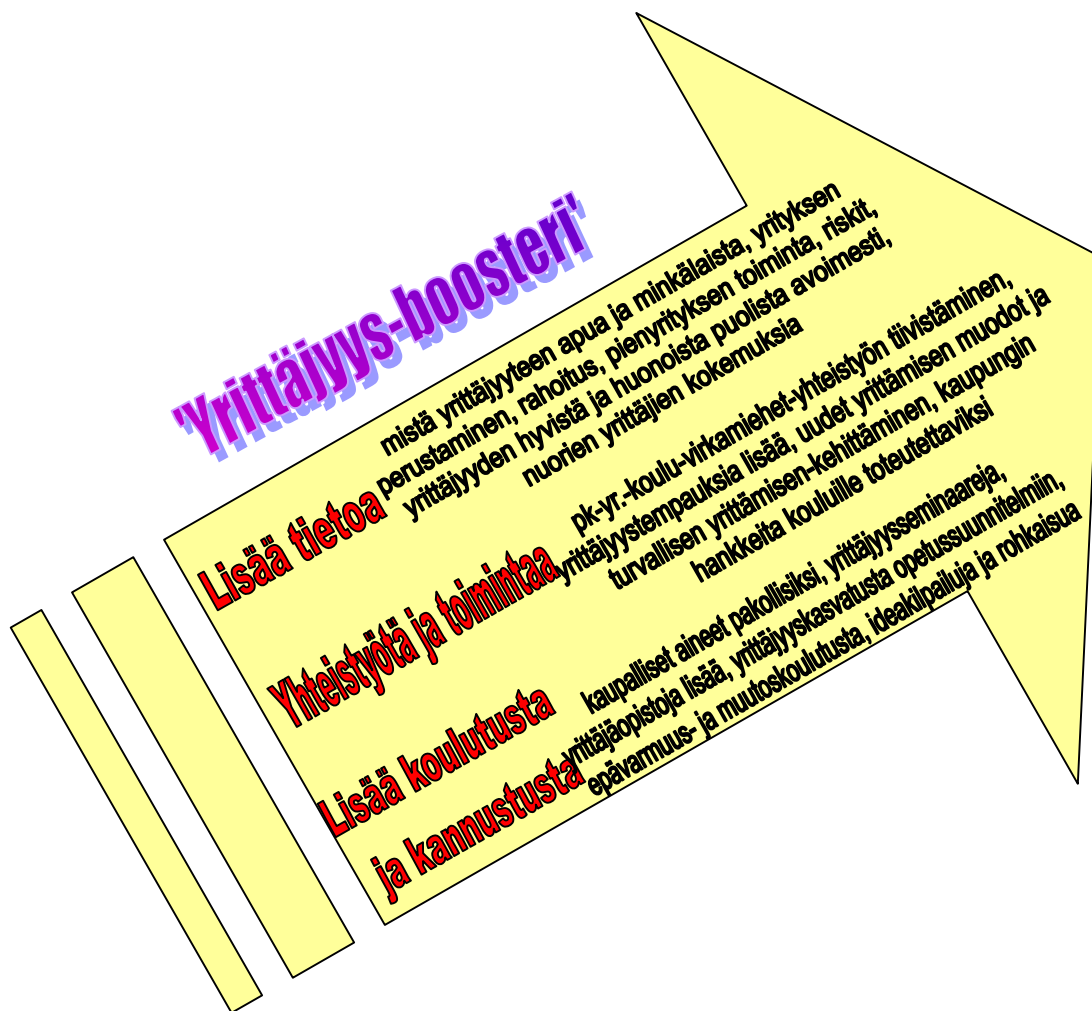 'Yrittäjyys-boosteri'
Lisää tietoa
mistä yrittäjyyteen apua ja minkälaista, yrityksen
perustaminen, rahoitus, pienyrityksen toiminta, riskit,
yrittäjyyden hyvistä ja huonoista puolista avoimesti,
nuorien yrittäjien kokemuksia
Yhteistyötä ja toimintaa
pk-yr.-koulu-virkamiehet-yhteistyön tiivistäminen,
yrittäjyystempauksia lisää, uudet yrittämisen muodot ja
turvallisen yrittämisen-kehittäminen, kaupungin
hankkeita kouluille toteutettaviksi
Lisää koulutusta
ja kannustusta
kaupalliset aineet pakollisiksi, yrittäjyysseminaareja,
yrittäjäopistoja lisää, yrittäjyyskasvatusta opetussuunnitelmiin,
epävarmuus- ja muutoskoulutusta, ideakilpailuja ja rohkaisua